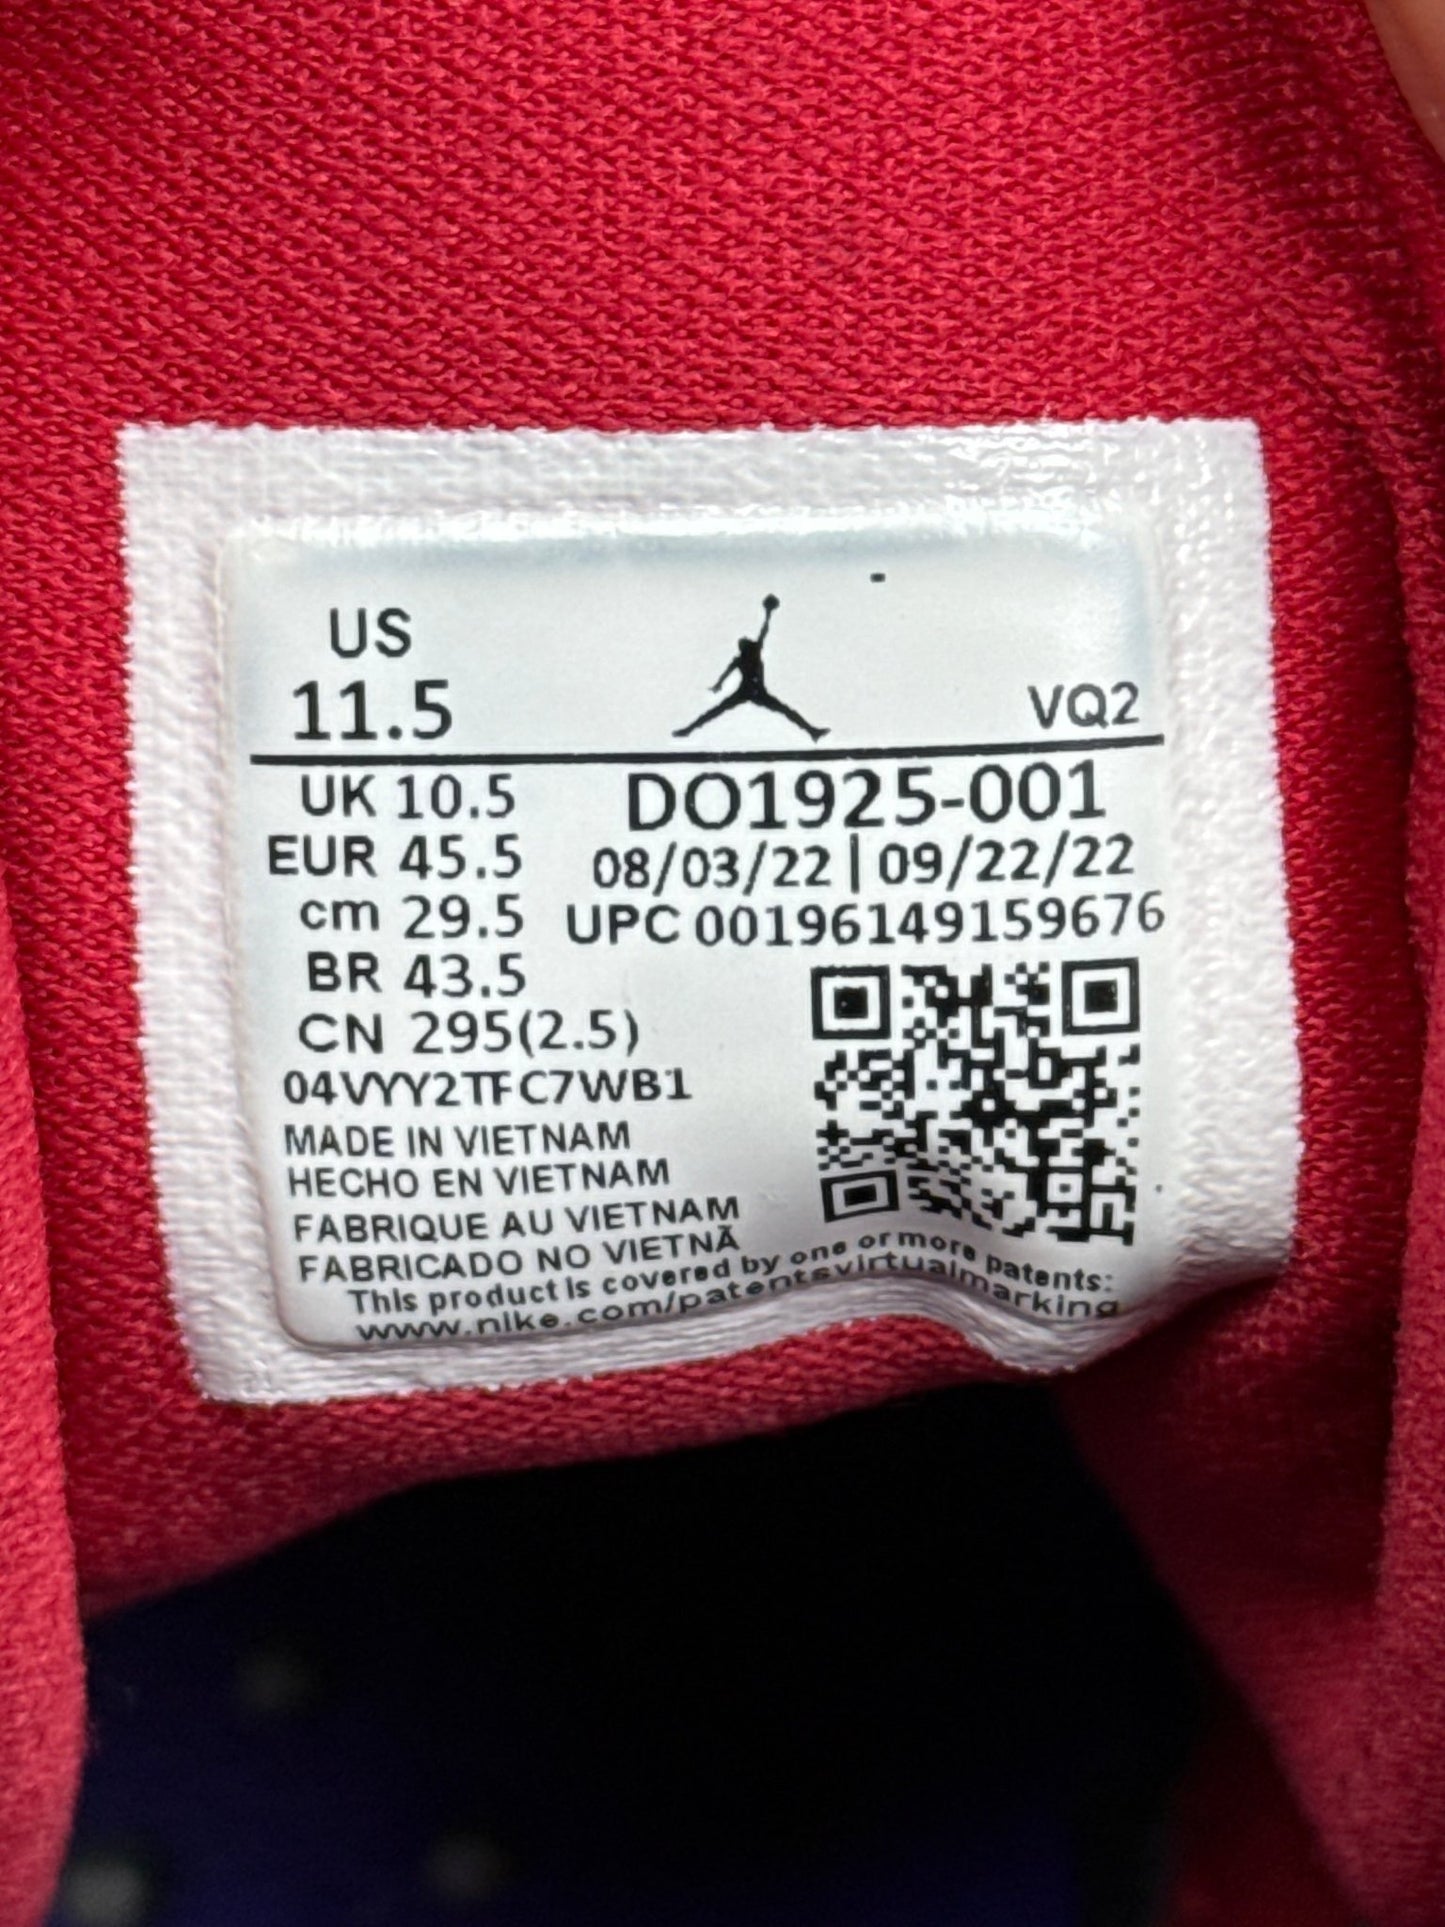 US
11.5
VQ2
UK 10.5
DO1925-001
EUR 45.5
08/03/22 | 09/22/22
cm 29.5
UPC 00196149159676
BR 43.5
CN 295(2.5)
04VYY2TFC7WB1
MADE IN VIETNAM
HECHO EN VIETNAM
FABRIQUE AU VIETNAM
FABRICADO NO VIETNÃ
This product is covered by one or more patents:
www.nike.com/patentsvirtualmarking